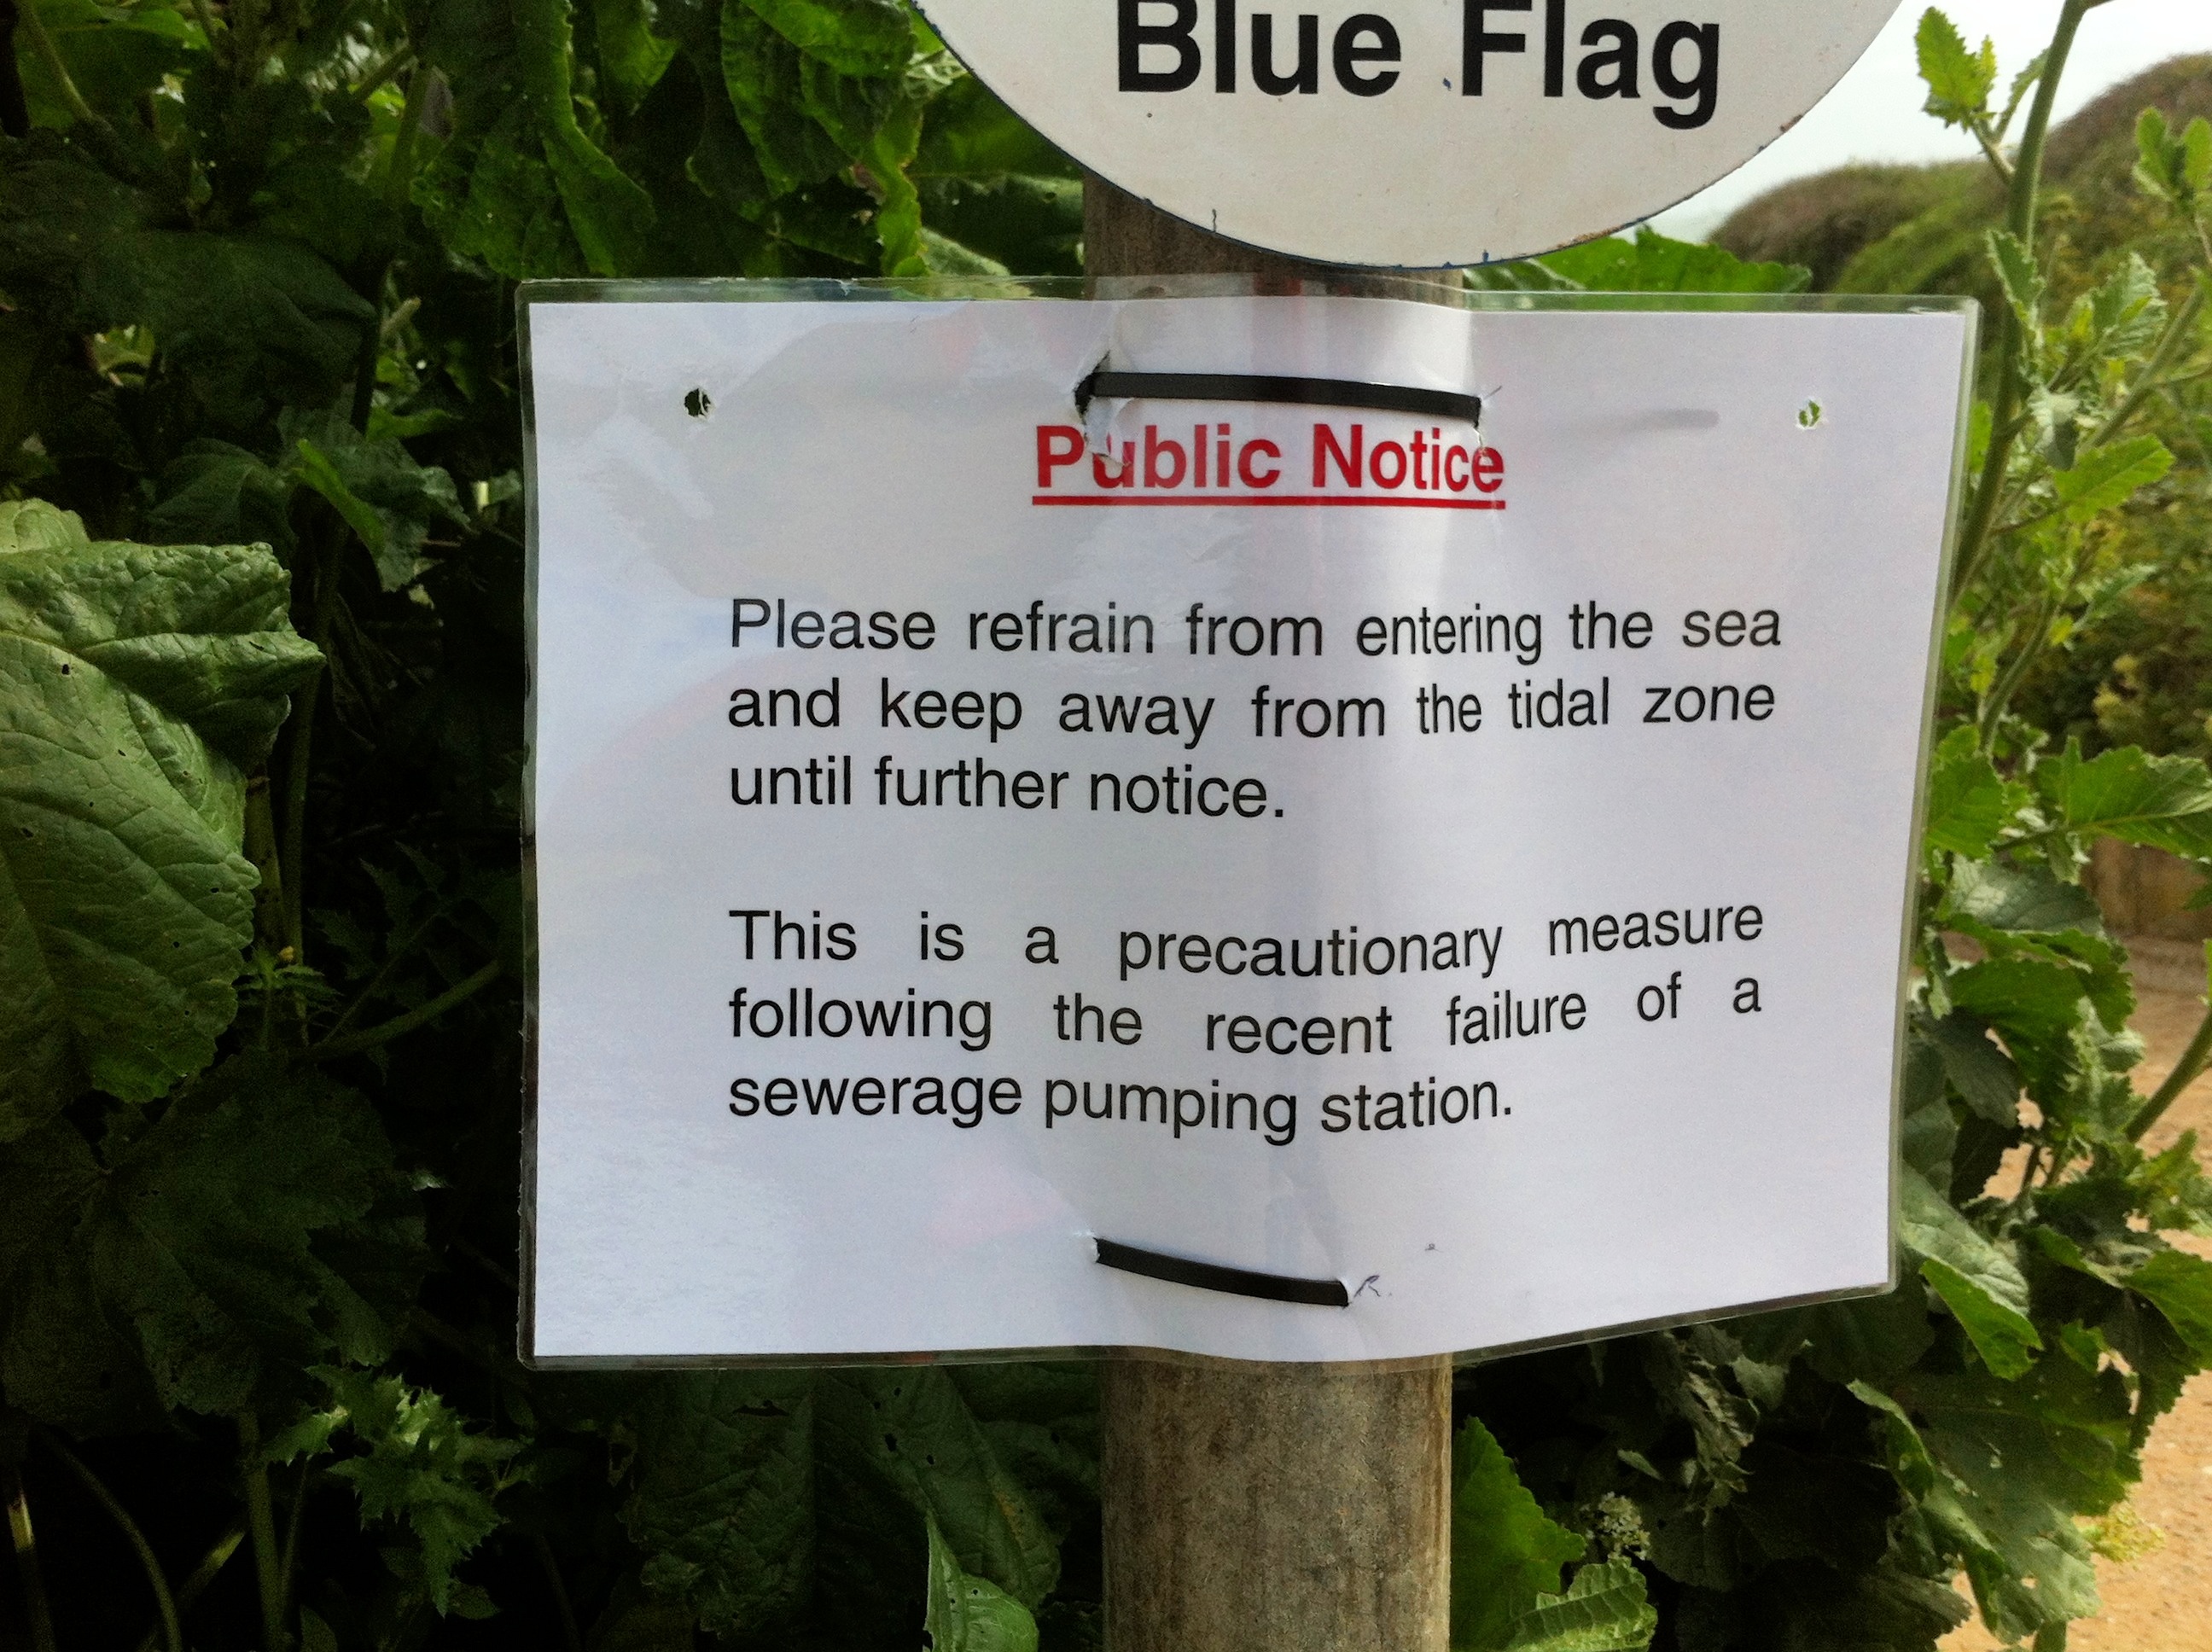 Blue Flag
Public Notice
Please refrain from entering the sea
and keep away from the tidal zone
until further notice.
This is a precautionary measure
following the recent failure of a
sewerage pumping station.